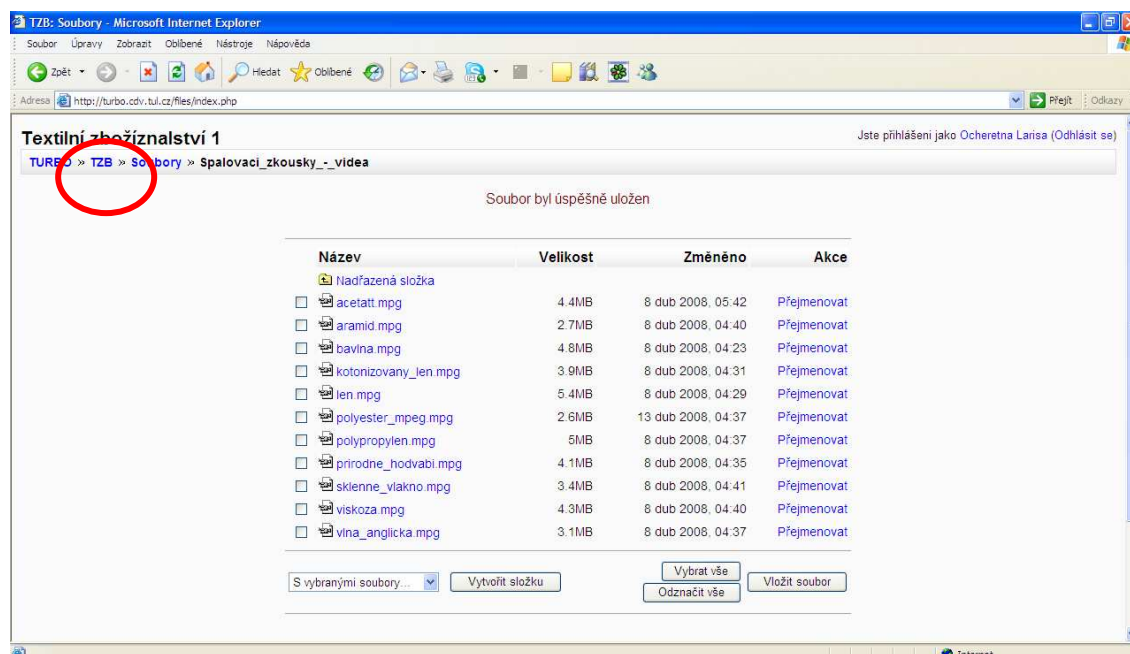 TZB: Soubory - Microsoft Internet Explorer
Soubor Úpravy Zobrazit Oblíbené Nástroje Nápověda
Zpět Hledat Oblíbené
Adresa http://turbo.cdv.tul.cz/files/index.php Přejít Odkazy
Textilní zbožíznalství 1 Jste přihlášeni jako Ocheretna Larisa (Odhlásit se)
TURBO » TZB » Soubory » Spalovaci_zkousky_-_videa
Soubor byl úspěšně uložen
Název Velikost Změněno Akce
Nadřazená složka
acetatt.mpg 4.4MB 8 dub 2008, 05:42 Přejmenovat
aramid.mpg 2.7MB 8 dub 2008, 04:40 Přejmenovat
bavlna.mpg 4.8MB 8 dub 2008, 04:23 Přejmenovat
kotonizovany_len.mpg 3.9MB 8 dub 2008, 04:31 Přejmenovat
len.mpg 5.4MB 8 dub 2008, 04:29 Přejmenovat
polyester_mpeg.mpg 2.6MB 13 dub 2008, 04:37 Přejmenovat
polypropylen.mpg 5MB 8 dub 2008, 04:37 Přejmenovat
prirodne_hodvabi.mpg 4.1MB 8 dub 2008, 04:35 Přejmenovat
sklenne_vlakno.mpg 3.4MB 8 dub 2008, 04:41 Přejmenovat
viskoza.mpg 4.3MB 8 dub 2008, 04:40 Přejmenovat
vlna_anglicka.mpg 3.1MB 8 dub 2008, 04:37 Přejmenovat
S vybranými soubory... Vytvořit složku Vybrat vše Vložit soubor
Odznačit vše
Internet